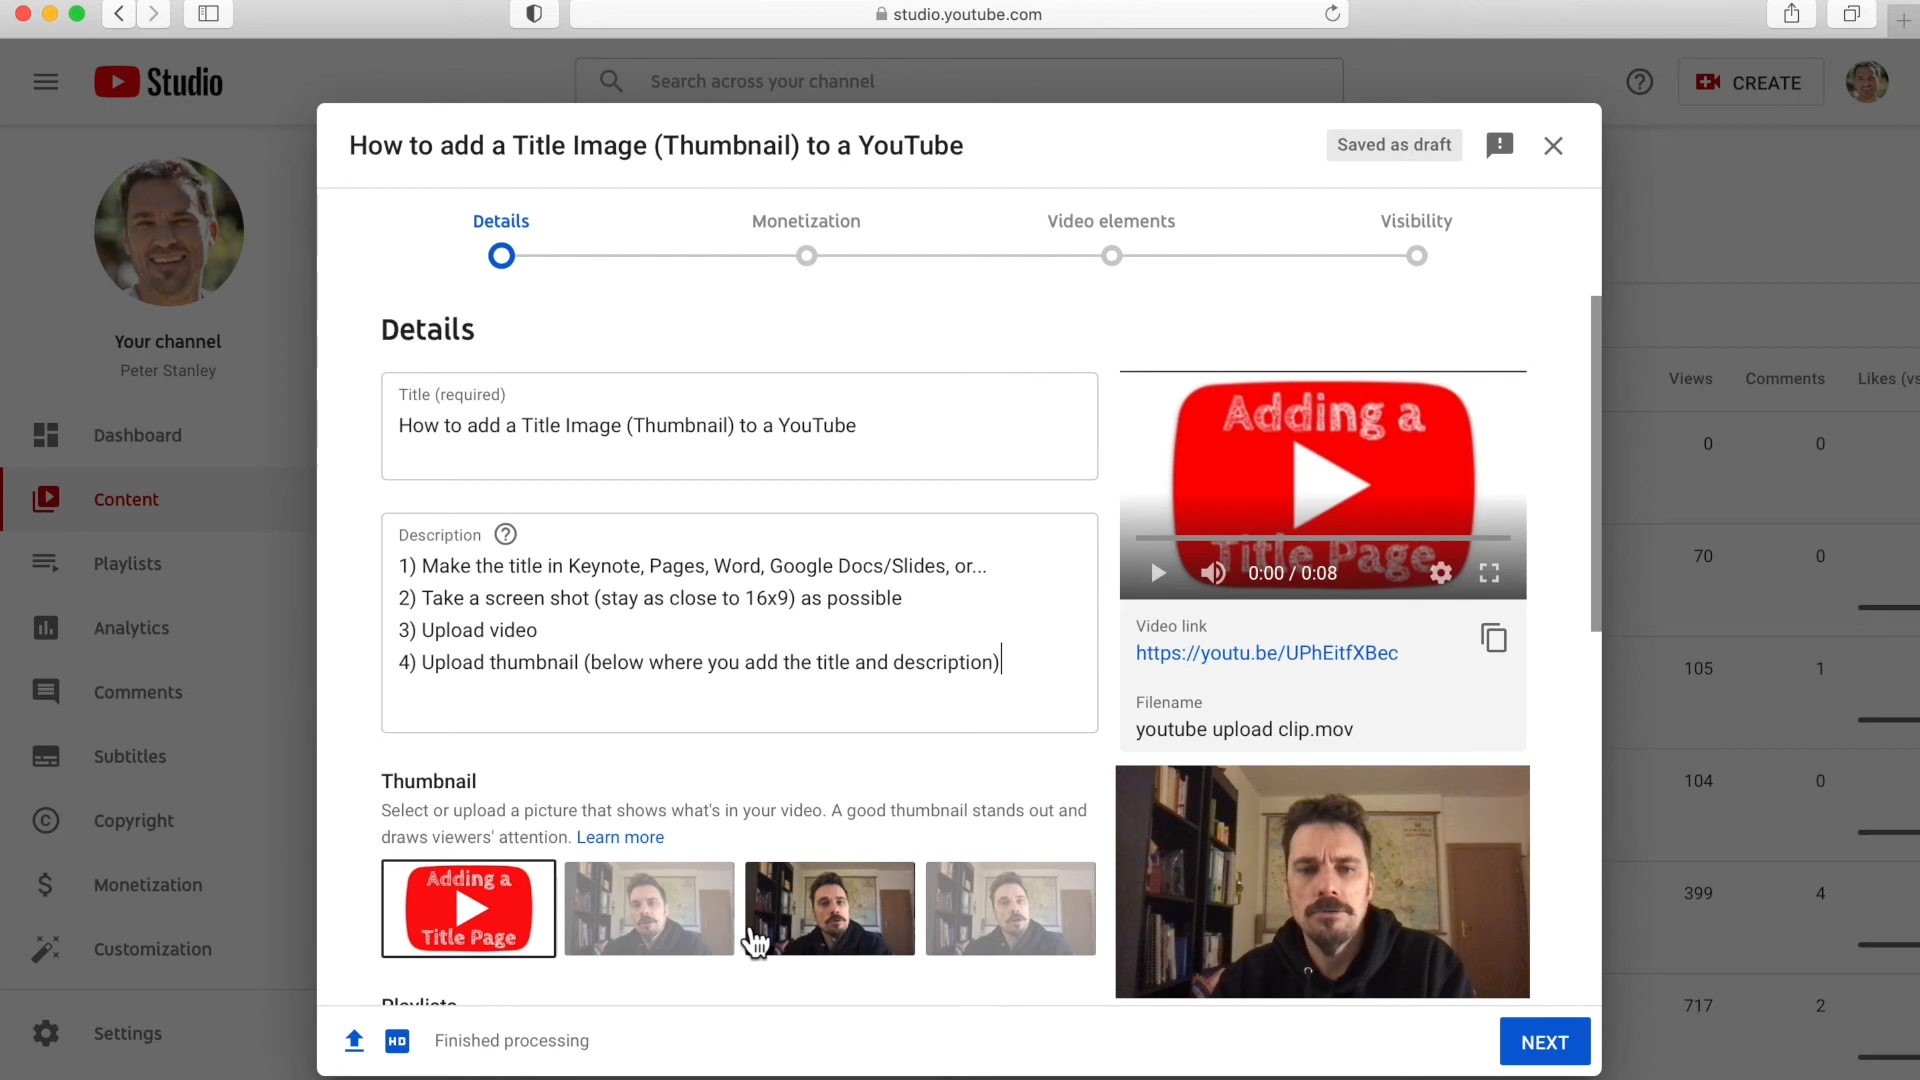 studio.youtube.com
Studio
Search across your channel
CREATE
How to add a Title Image (Thumbnail) to a YouTube
Saved as draft
Details
Monetization
Video elements
Visibility
Your channel
Peter Stanley
Dashboard
Content
Playlists
Analytics
Comments
Subtitles
Copyright
Monetization
Customization
Settings
Details
Title (required)
How to add a Title Image (Thumbnail) to a YouTube
Description
1) Make the title in Keynote, Pages, Word, Google Docs/Slides, or...
2) Take a screen shot (stay as close to 16x9) as possible
3) Upload video
4) Upload thumbnail (below where you add the title and description)
Thumbnail
Select or upload a picture that shows what's in your video. A good thumbnail stands out and
draws viewers' attention. Learn more
Adding a
Title Page
Playlists
Adding a
Title Page
0:00 / 0:08
Video link
https://youtu.be/UPhEitfXBec
Filename
youtube upload clip.mov
HD
Finished processing
NEXT
Views Comments Likes (vs
0 0
70 0
105 1
104 0
399 4
717 2